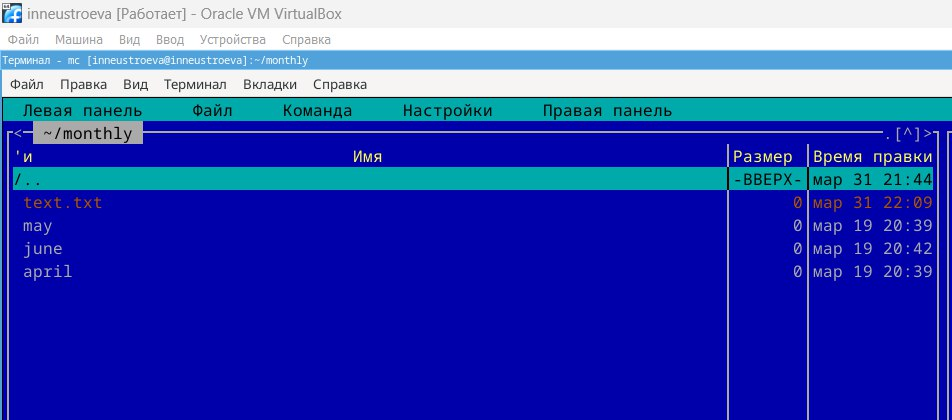 inneustroeva [Работает] - Oracle VM VirtualBox
Файл Машина Вид Ввод Устройства Справка
Терминал - mc [inneustroeva@inneustroeva]:~/monthly
Файл Правка Вид Терминал Вкладки Справка
Левая панель Файл Команда Настройки Правая панель
<- ~/monthly .[^]>
'и Имя Размер Время правки
/.. -ВВЕРХ- мар 31 21:44
text.txt 0 мар 31 22:09
may 0 мар 19 20:39
june 0 мар 19 20:42
april 0 мар 19 20:39